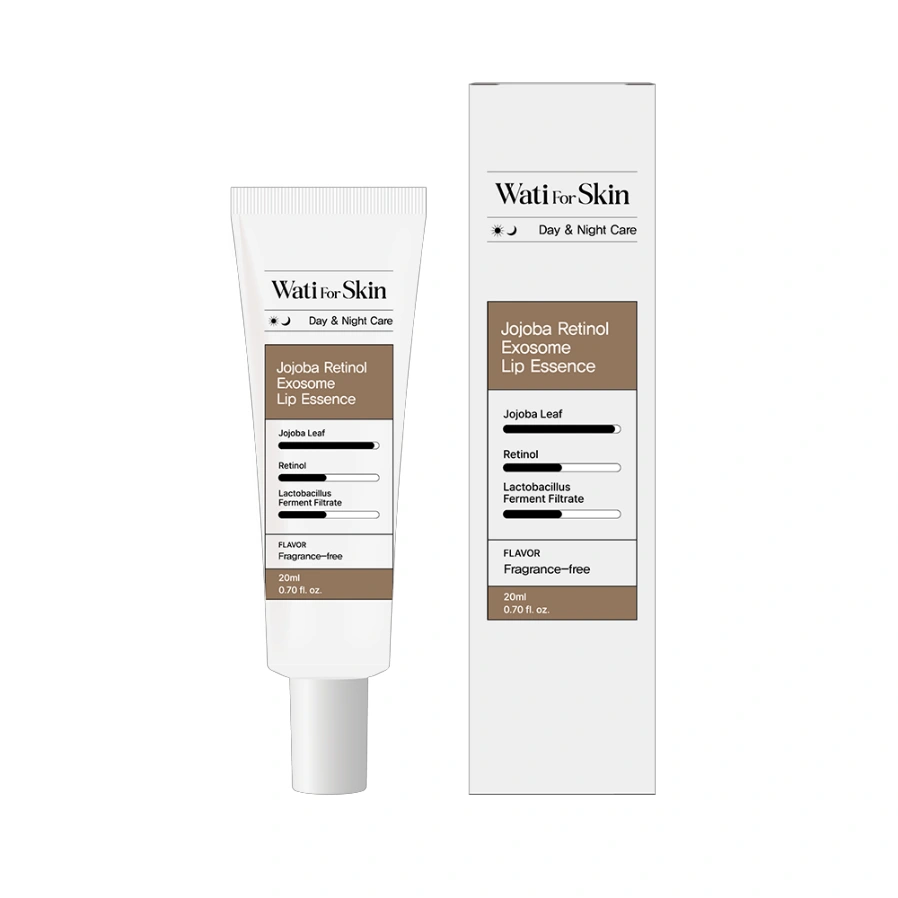 Wati For Skin
Day & Night Care
Jojoba Retinol
Exosome
Lip Essence
Jojoba Leaf
Retinol
Lactobacillus
Ferment Filtrate
FLAVOR
Fragrance-free
20ml
0.70 fl. oz.
Wati For Skin
Day & Night Care
Jojoba Retinol
Exosome
Lip Essence
Jojoba Leaf
Retinol
Lactobacillus
Ferment Filtrate
FLAVOR
Fragrance-free
20ml
0.70 fl. oz.